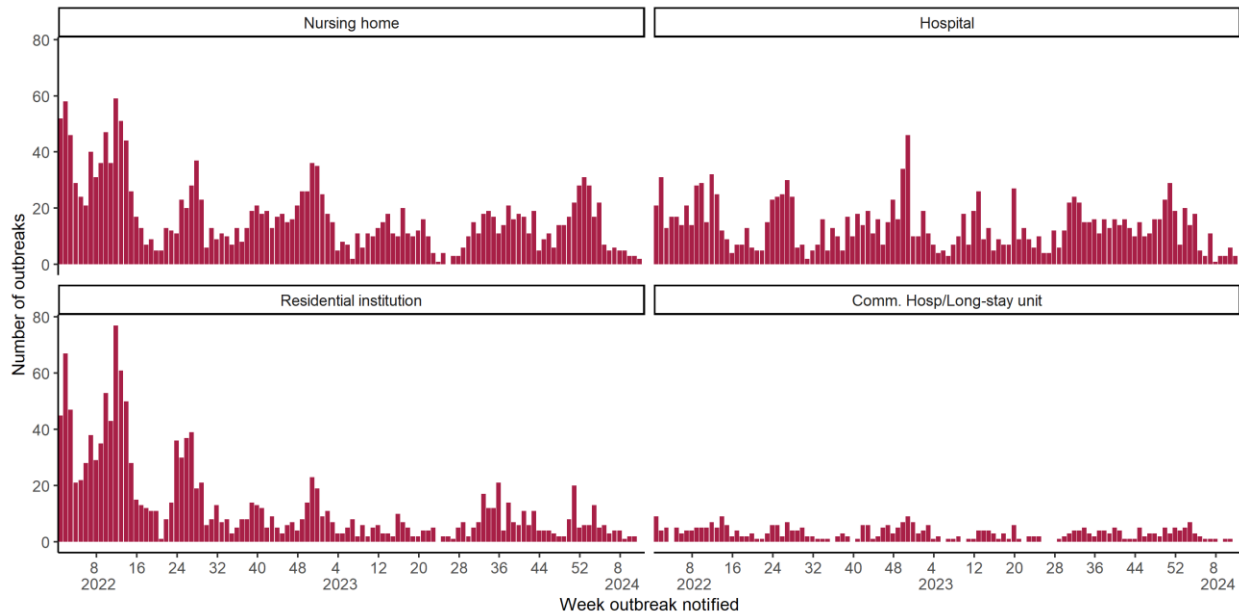 Nursing home
Hospital
80
60
40
20
0
Residential institution
Comm. Hosp/Long-stay unit
80
60
40
20
0
Number of outbreaks
8 16 24 32 40 48 4 12 20 28 36 44 52 8
2022 2023 2024
8 16 24 32 40 48 4 12 20 28 36 44 52 8
2022 2023 2024
Week outbreak notified